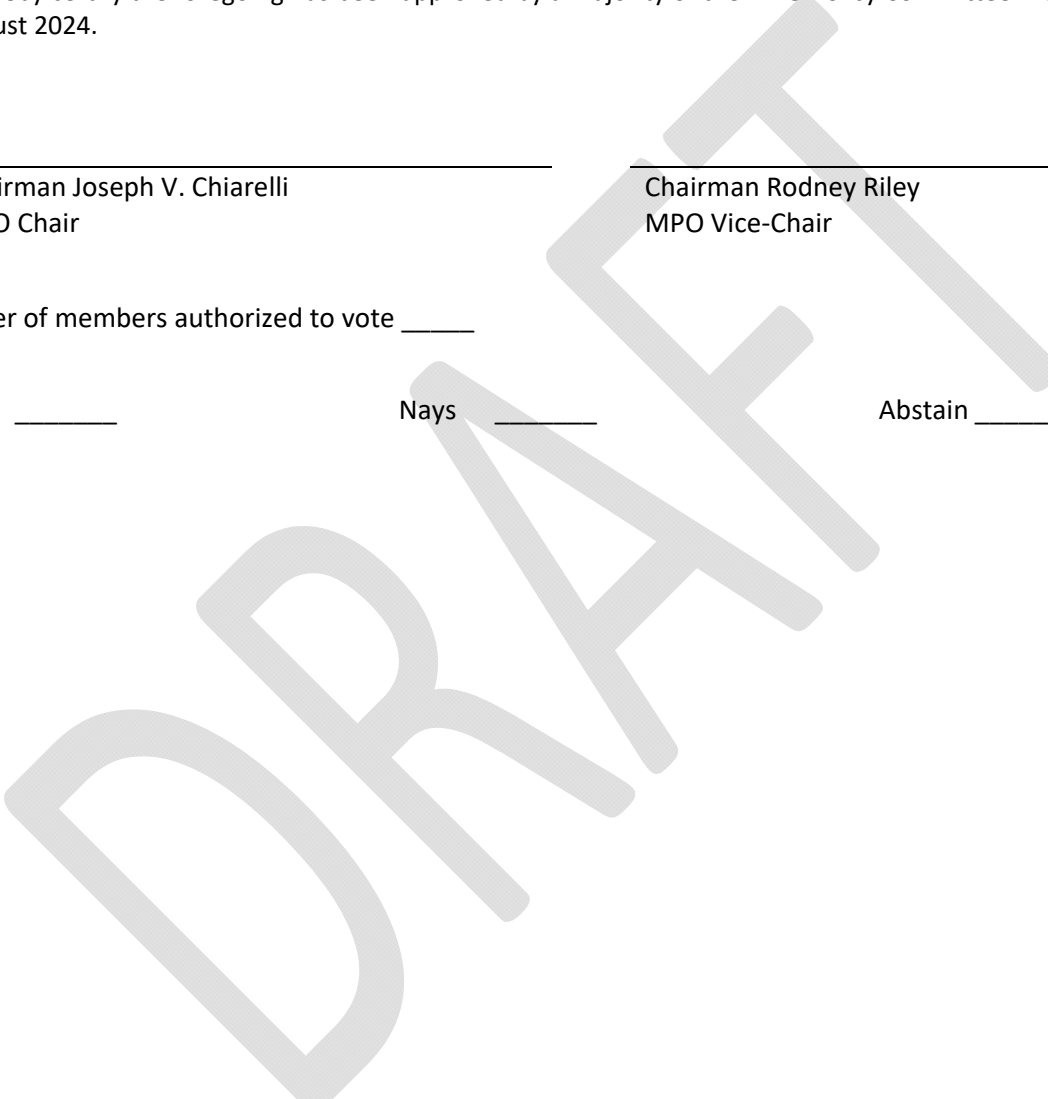 ust 2024.
irman Joseph V. Chiarelli Chairman Rodney Riley
O Chair MPO Vice-Chair
er of members authorized to vote _____
_______ Nays _______ Abstain _____
DRAFT